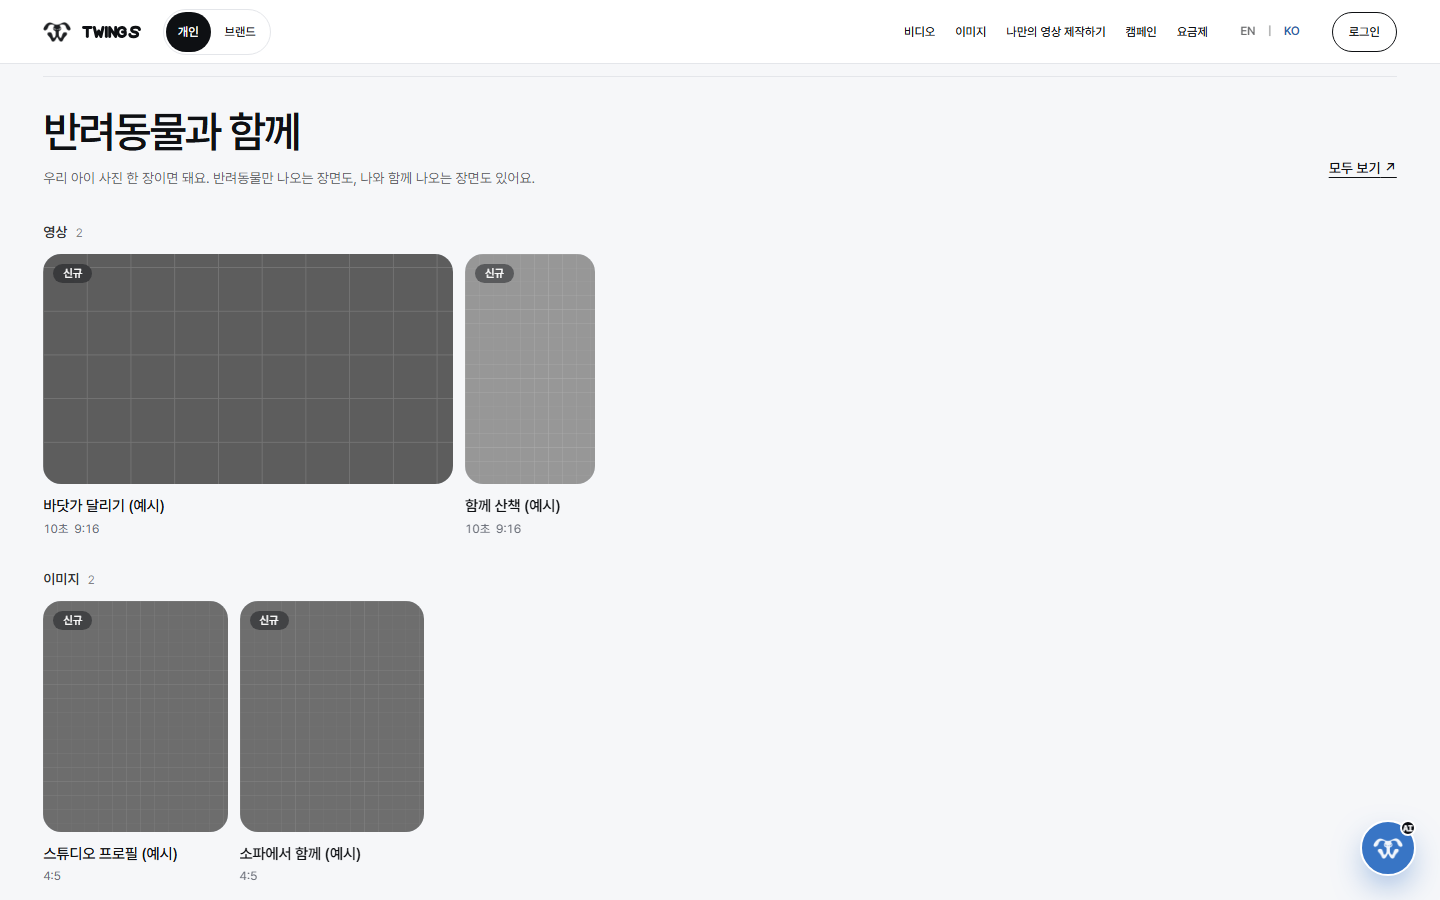 TWINGS 개인 브랜드 비디오 이미지 나만의 영상 제작하기 캠페인 요금제 EN | KO 로그인
반려동물과 함께
우리 아이 사진 한 장이면 돼요. 반려동물만 나오는 장면도, 나와 함께 나오는 장면도 있어요.
모두 보기 ↗
영상 2
신규 신규
바닷가 달리기 (예시) 함께 산책 (예시)
10초 9:16 10초 9:16
이미지 2
신규 신규
AI
스튜디오 프로필 (예시) 소파에서 함께 (예시)
4:5 4:5